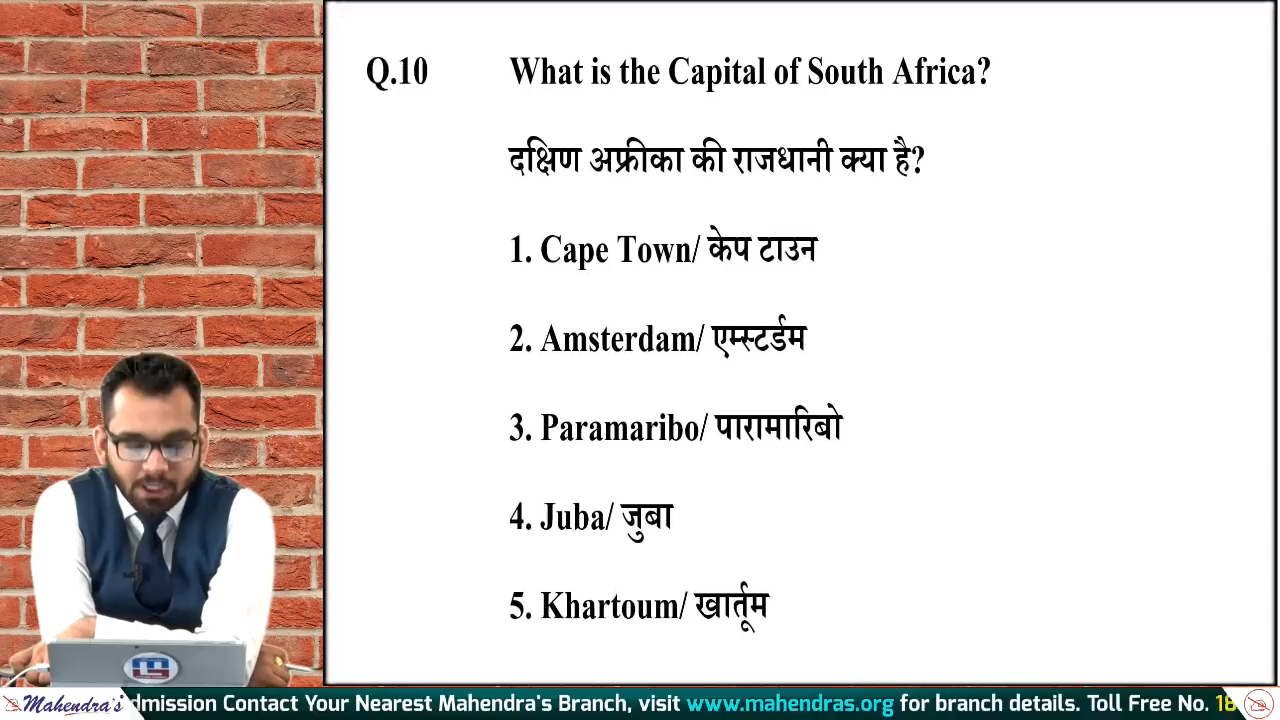 Q.10 What is the Capital of South Africa?
दक्षिण अफ्रीका की राजधानी क्या है?
1. Cape Town/ केप टाउन
2. Amsterdam/ एम्स्टर्डम
3. Paramaribo/ पारामारिबो
4. Juba/ जुबा
5. Khartoum/ खार्तूम
Mahendra's dmission Contact Your Nearest Mahendra's Branch, visit www.mahendras.org for branch details. Toll Free No. 18